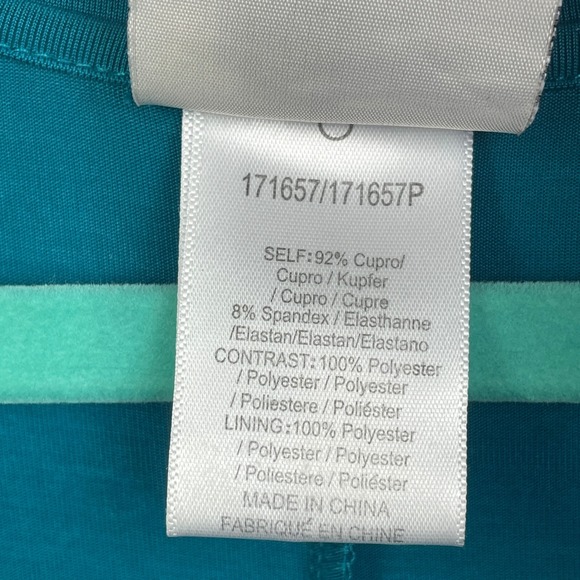 171657/171657P
SELF:92% Cupro/
Cupro / Kupfer
/ Cupro / Cupre
8% Spandex / Elasthanne
/Elastan/Elastan/Elastano
CONTRAST:100% Polyester
/ Polyester / Polyester
/ Poliestere / Poliéster
LINING:100% Polyester
/ Polyester / Polyester
/ Poliestere / Poliéster
MADE IN CHINA
FABRIQUÉ EN CHINE